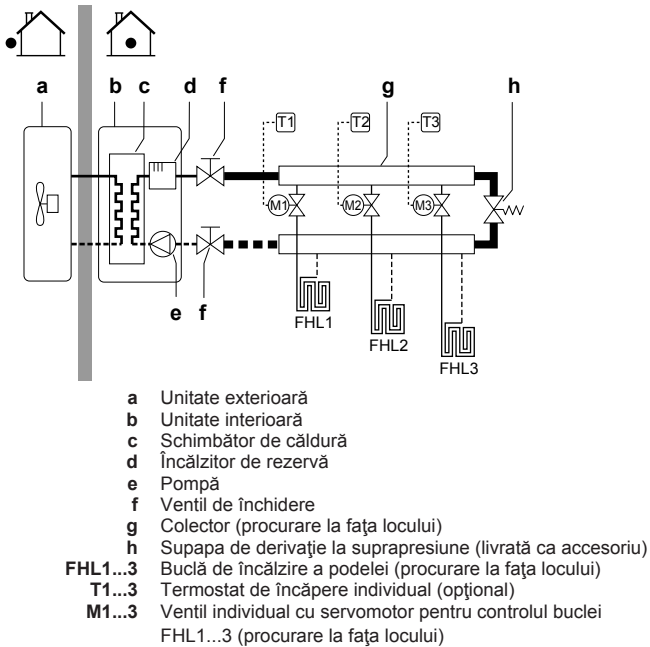 a b c d f g h
T1 T2 T3
M1 M2 M3
e f
FHL1
FHL2
FHL3
a Unitate exterioară
b Unitate interioară
c Schimbător de căldură
d Încălzitor de rezervă
e Pompă
f Ventil de închidere
g Colector (procurare la faţa locului)
h Supapa de derivaţie la suprapresiune (livrată ca accesoriu)
FHL1...3 Buclă de încălzire a podelei (procurare la faţa locului)
T1...3 Termostat de încăpere individual (opţional)
M1...3 Ventil individual cu servomotor pentru controlul buclei
FHL1...3 (procurare la faţa locului)